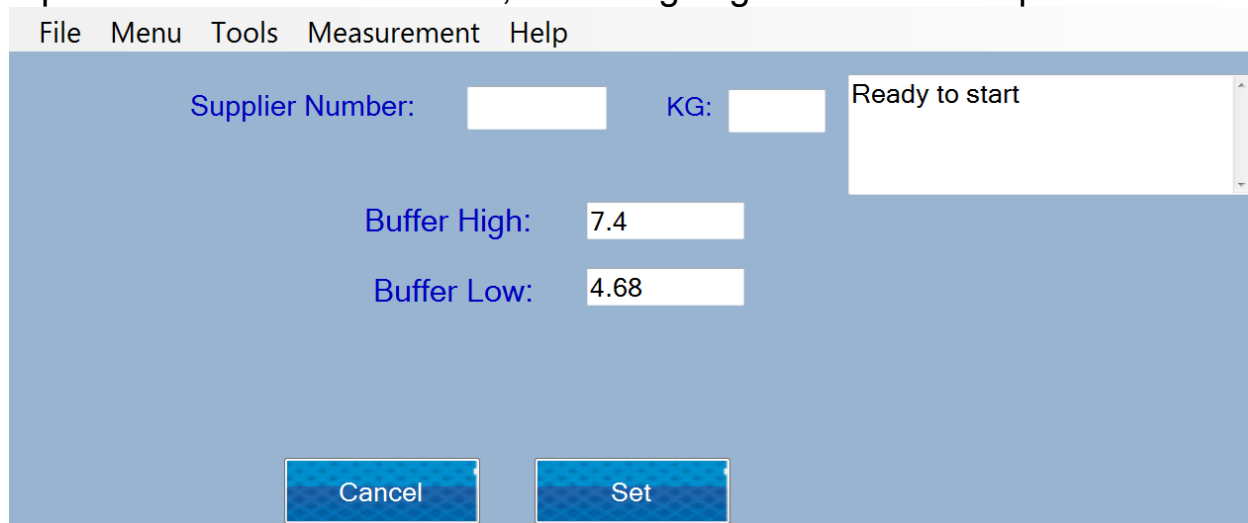 File Menu Tools Measurement Help
Supplier Number: KG: Ready to start
Buffer High: 7.4
Buffer Low: 4.68
Cancel Set